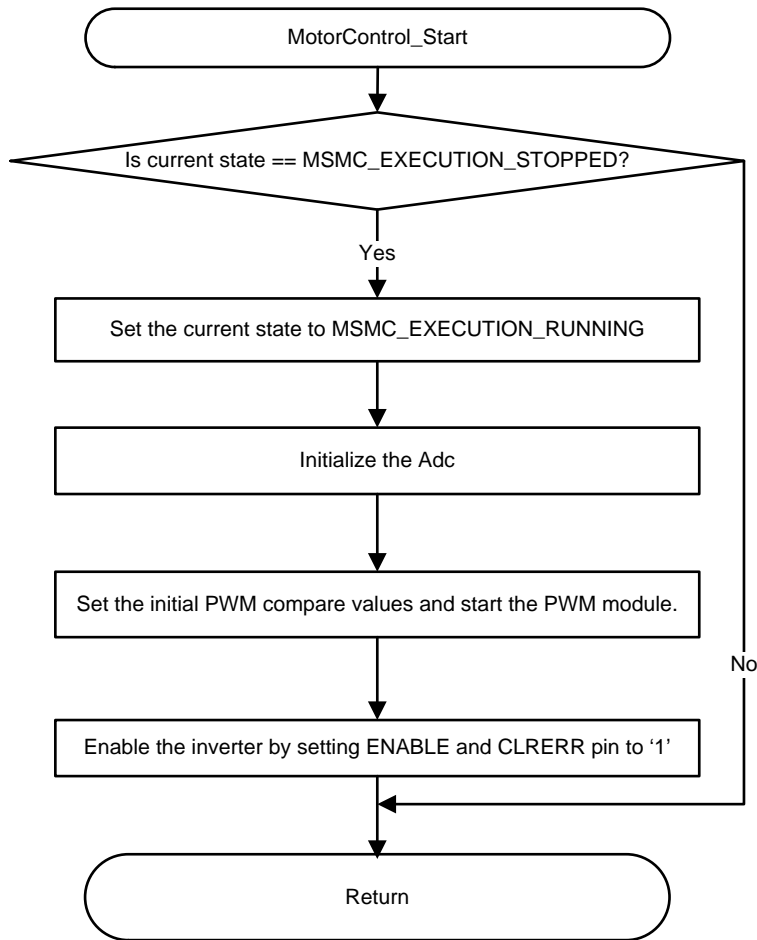 MotorControl_Start
Is current state == MSMC_EXECUTION_STOPPED?
Yes
Set the current state to MSMC_EXECUTION_RUNNING
Initialize the Adc
Set the initial PWM compare values and start the PWM module.
No
Enable the inverter by setting ENABLE and CLRERR pin to ‘1’
Return